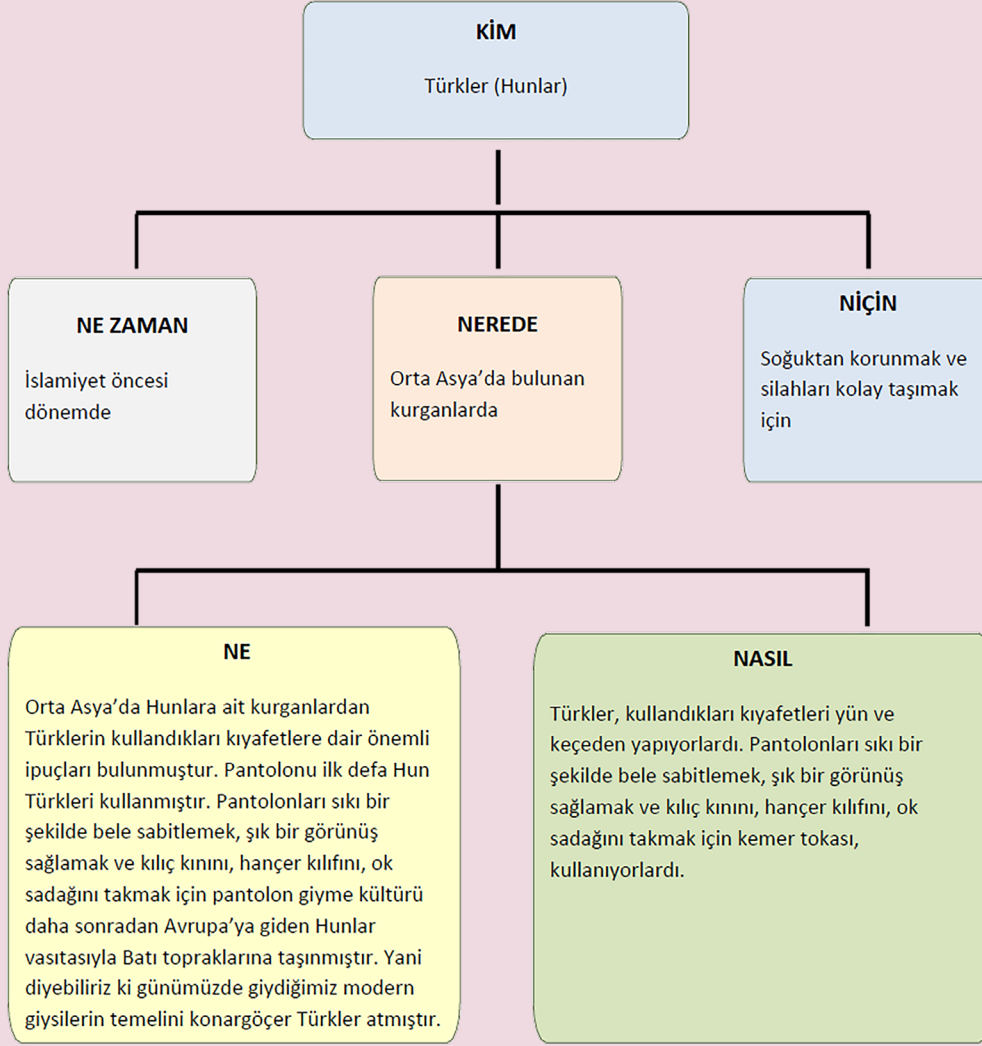 KİM
Türkler (Hunlar)
NE ZAMAN
İslamiyet öncesi
dönemde
NEREDE
Orta Asya’da bulunan
kurganlarda
NİÇİN
Soğuktan korunmak ve
silahları kolay taşımak
için
NE
Orta Asya’da Hunlara ait kurganlardan
Türklerin kullandıkları kıyafetlere dair önemli
ipuçları bulunmuştur. Pantolonu ilk defa Hun
Türkleri kullanmıştır. Pantolonları sıkı bir
şekilde bele sabitlemek, şık bir görünüş
sağlamak ve kılıç kınını, hançer kılıfını, ok
sadağını takmak için pantolon giyme kültürü
daha sonradan Avrupa’ya giden Hunlar
vasıtasıyla Batı topraklarına taşınmıştır. Yani
diyebiliriz ki günümüzde giydiğimiz modern
giysilerin temelini konargöçer Türkler atmıştır.
NASIL
Türkler, kullandıkları kıyafetleri yün ve
keçeden yapıyorlardı. Pantolonları sıkı bir
şekilde bele sabitlemek, şık bir görünüş
sağlamak ve kılıç kınını, hançer kılıfını, ok
sadağını takmak için kemer tokası,
kullanıyorlardı.